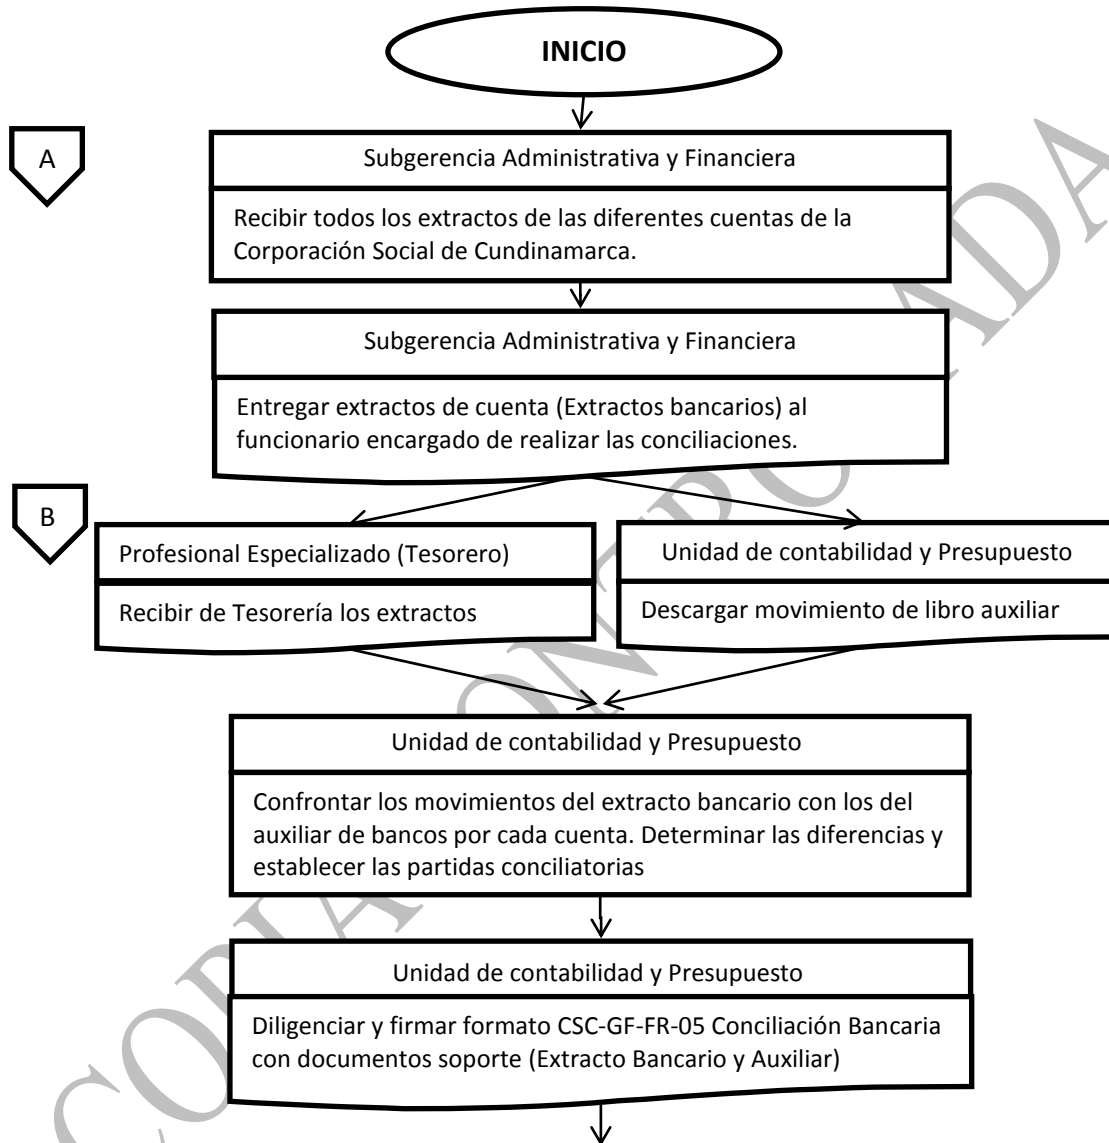 INICIO
A
Subgerencia Administrativa y Financiera
Recibir todos los extractos de las diferentes cuentas de la
Corporación Social de Cundinamarca.
Subgerencia Administrativa y Financiera
Entregar extractos de cuenta (Extractos bancarios) al
funcionario encargado de realizar las conciliaciones.
B
Profesional Especializado (Tesorero)
Recibir de Tesorería los extractos
Unidad de contabilidad y Presupuesto
Descargar movimiento de libro auxiliar
Unidad de contabilidad y Presupuesto
Confrontar los movimientos del extracto bancario con los del
auxiliar de bancos por cada cuenta. Determinar las diferencias y
establecer las partidas conciliatorias
Unidad de contabilidad y Presupuesto
Diligenciar y firmar formato CSC-GF-FR-05 Conciliación Bancaria
con documentos soporte (Extracto Bancario y Auxiliar)
COPIA